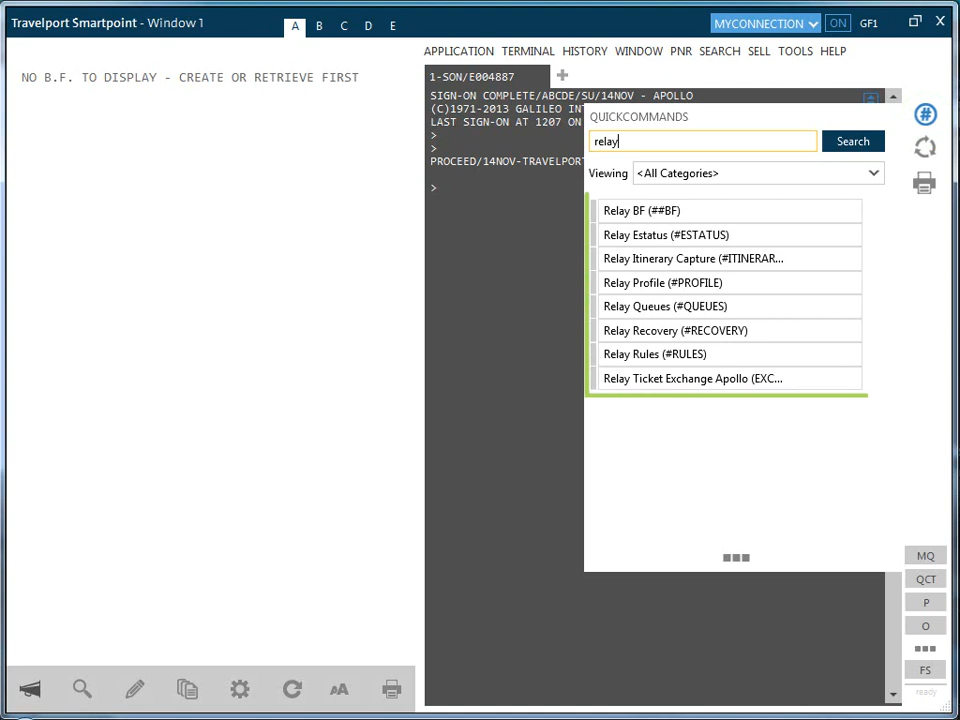 Travelport Smartpoint - Window 1
A B C D E
MYCONNECTION ON GF1 X
APPLICATION TERMINAL HISTORY WINDOW PNR SEARCH SELL TOOLS HELP
NO B.F. TO DISPLAY - CREATE OR RETRIEVE FIRST
1-SON/E004887
SIGN-ON COMPLETE/ABCDE/SU/14NOV - APOLLO
(C)1971-2013 GALILEO INT
LAST SIGN-ON AT 1207 ON
>
>
PROCEED/14NOV-TRAVELPORT
>
QUICKCOMMANDS
relay
Search
Viewing <All Categories>
Relay BF (##BF)
Relay Estatus (#ESTATUS)
Relay Itinerary Capture (#ITINERAR...
Relay Profile (#PROFILE)
Relay Queues (#QUEUES)
Relay Recovery (#RECOVERY)
Relay Rules (#RULES)
Relay Ticket Exchange Apollo (EXC...
#
MQ
QCT
P
O
FS
ready
AA